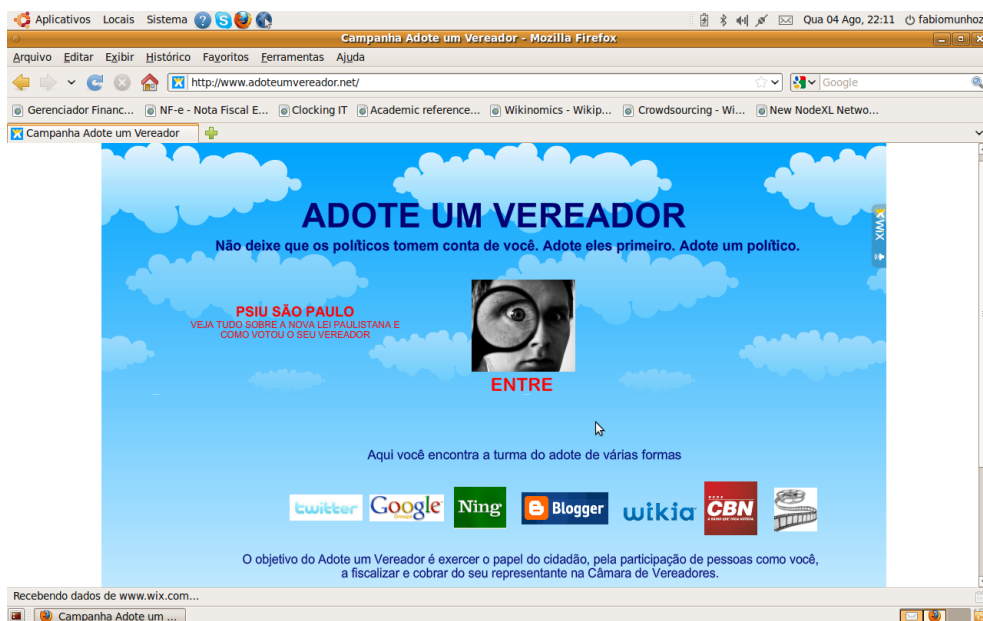 Aplicativos Locais Sistema Qua 04 Ago, 22:11 fabiomunhoz
Campanha Adote um Vereador - Mozilla Firefox
Arquivo Editar Exibir Histórico Favoritos Ferramentas Ajuda
http://www.adoteumvereador.net/ Google
Gerenciador Financ... NF-e - Nota Fiscal E... Clocking IT Academic reference... Wikinomics - Wikip... Crowdsourcing - Wi... New NodeXL Netwo...
Campanha Adote um Vereador
ADOTE UM VEREADOR
Não deixe que os políticos tomem conta de você. Adote eles primeiro. Adote um político.
WiX
PSIU SÃO PAULO
VEJA TUDO SOBRE A NOVA LEI PAULISTANA E
COMO VOTOU O SEU VEREADOR
ENTRE
Aqui você encontra a turma do adote de várias formas
twitter Google Groups Ning Blogger wikia CBN
O objetivo do Adote um Vereador é exercer o papel do cidadão, pela participação de pessoas como você,
a fiscalizar e cobrar do seu representante na Câmara de Vereadores.
Recebendo dados de www.wix.com...
Campanha Adote um ...